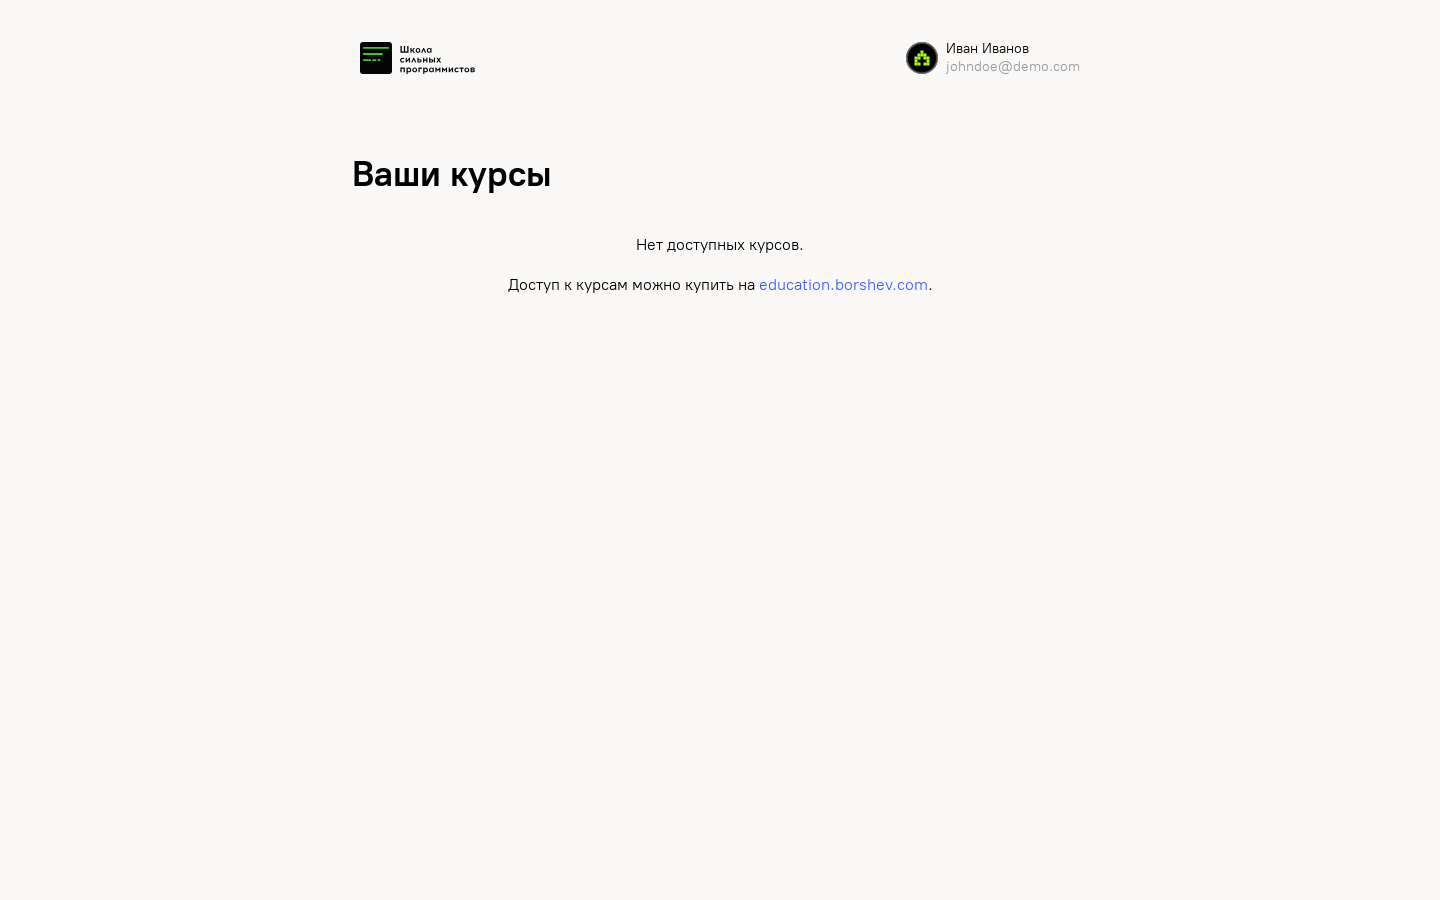 Школа
сильных
программистов
Иван Иванов
johndoe@demo.com
Ваши курсы
Нет доступных курсов.
Доступ к курсам можно купить на education.borshev.com.